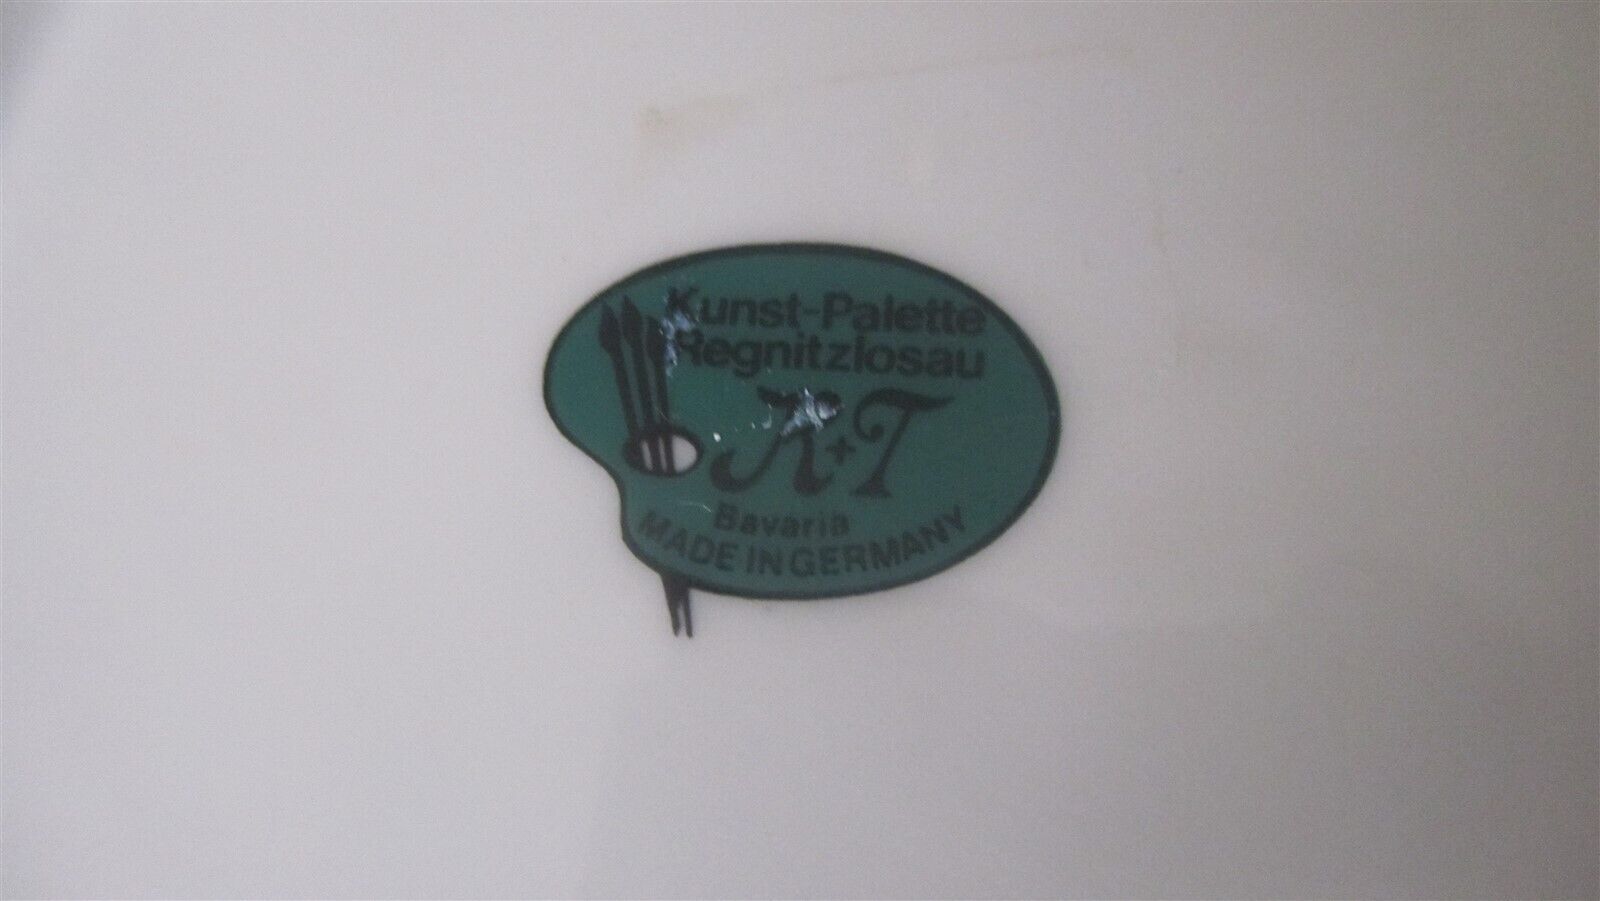 Kunst-Palette
Regnitzlosau
K+T
Bavaria
MADE IN GERMANY